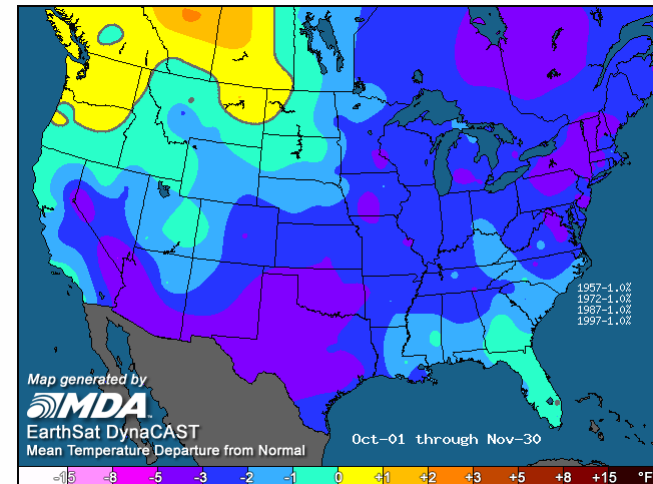 1957-1.0%
1972-1.0%
1987-1.0%
1997-1.0%
Map generated by
MDA
EarthSat DynaCAST
Mean Temperature Departure from Normal
Oct-01 through Nov-30
-15 -8 -5 -3 -2 -1 0 +1 +2 +3 +5 +8 +15 °F